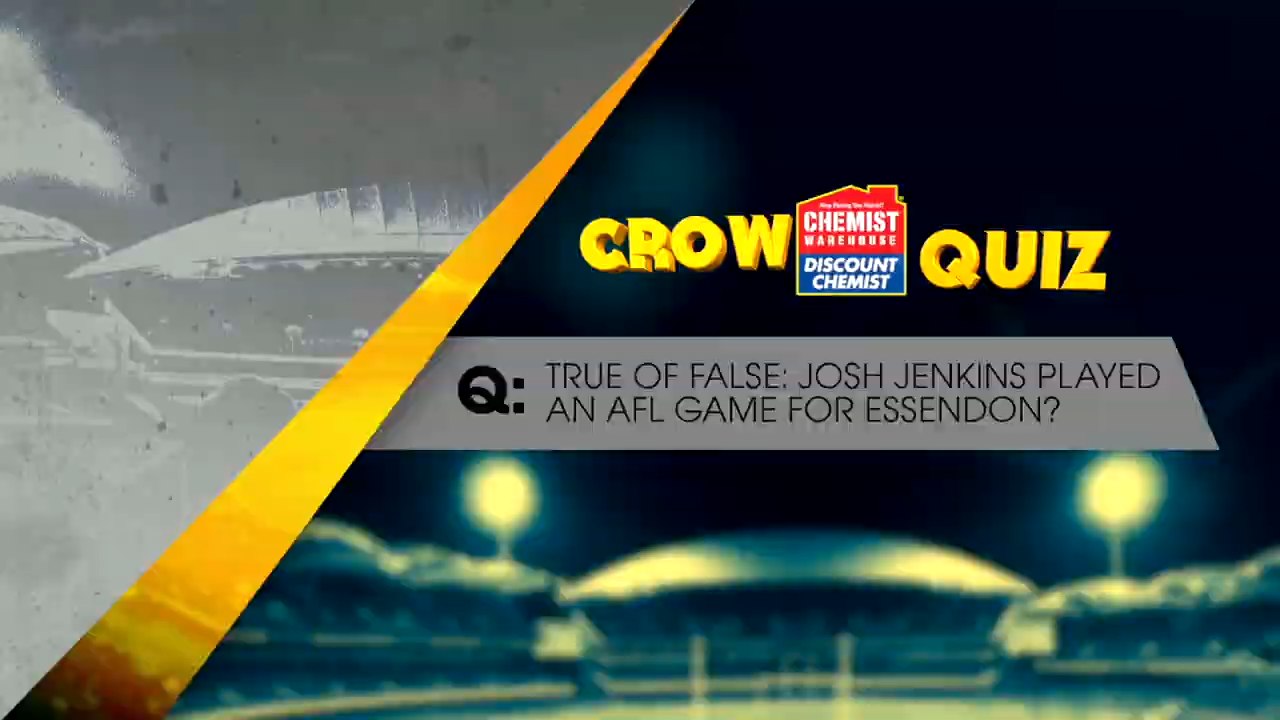 CROW
CHEMIST
WAREHOUSE
DISCOUNT
CHEMIST
QUIZ
Q: TRUE OF FALSE: JOSH JENKINS PLAYED
AN AFL GAME FOR ESSENDON?